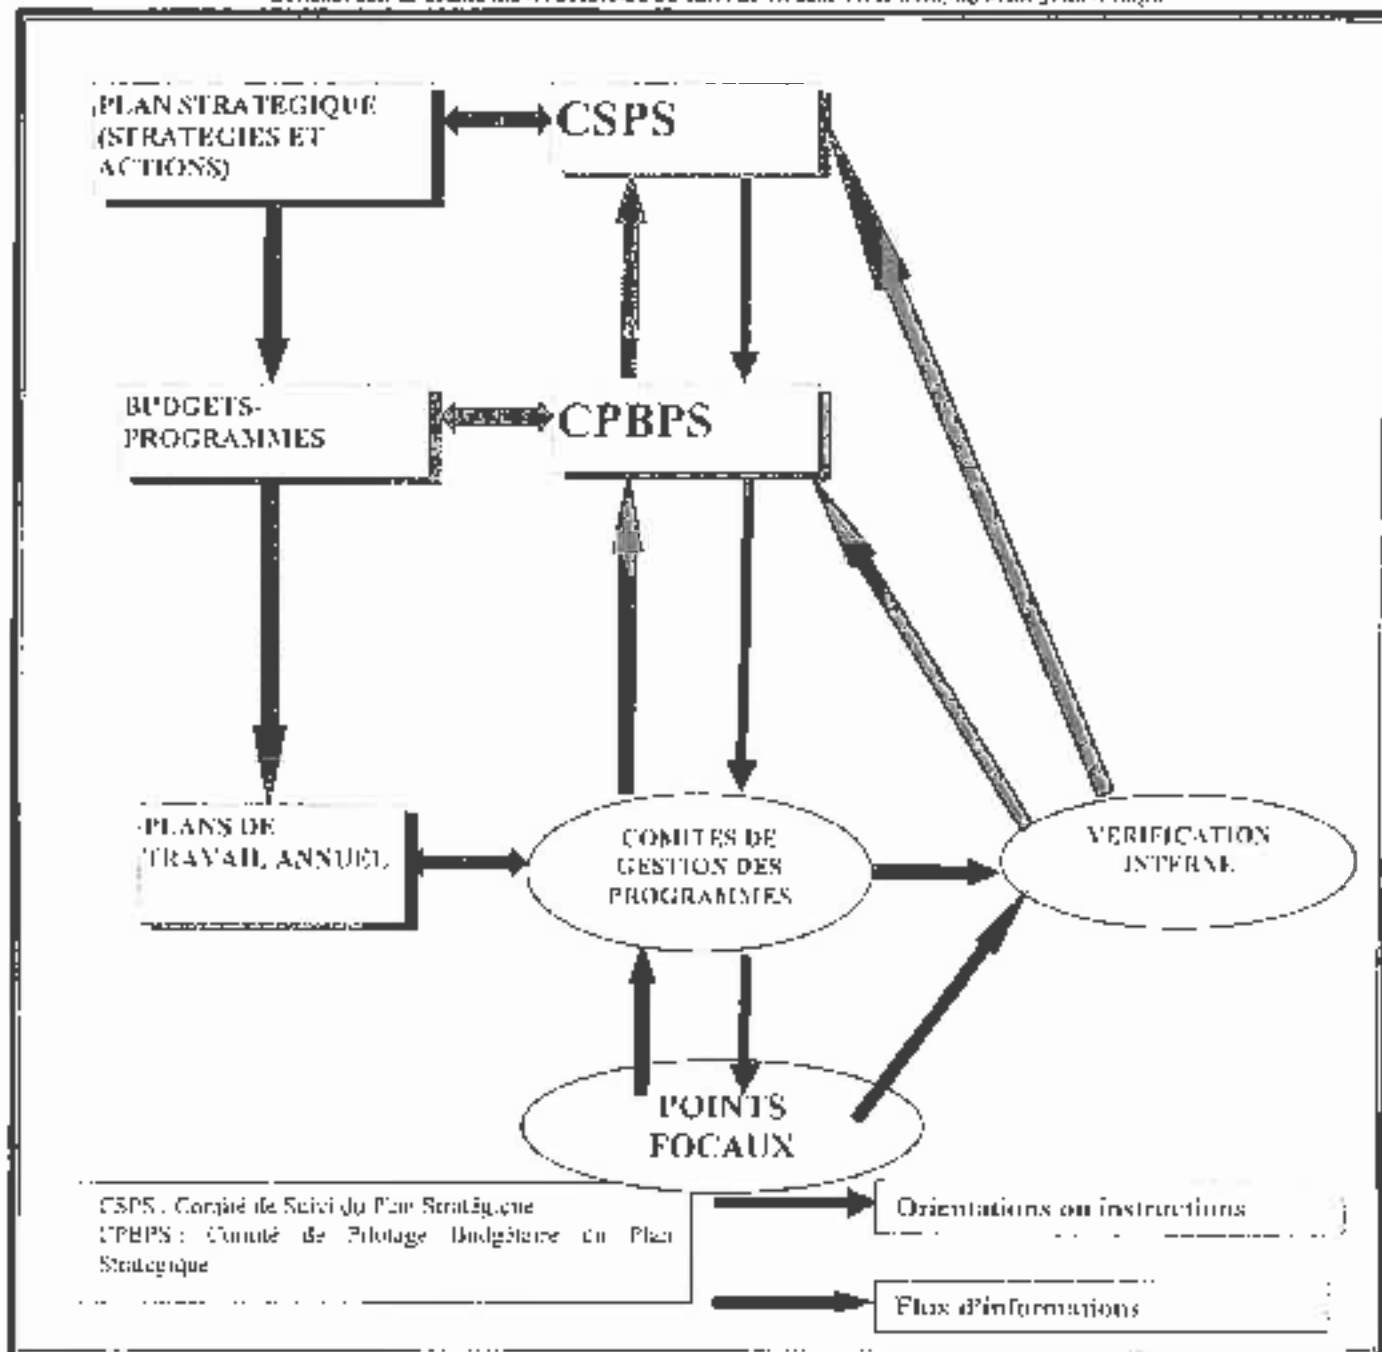 PLAN STRATEGIQUE
(STRATEGIES ET
ACTIONS)
CSPS
BUDGETS-
PROGRAMMES
CPBPS
PLANS DE
TRAVAIL ANNUEL
COMITES DE
GESTION DES
PROGRAMMES
VERIFICATION
INTERNE
POINTS
FOCAUX
CSPS : Comité de Suivi du Plan Stratégique
CPBPS : Comité de Pilotage Budgétaire du Plan
Stratégique
Orientations ou instructions
Flux d'informations